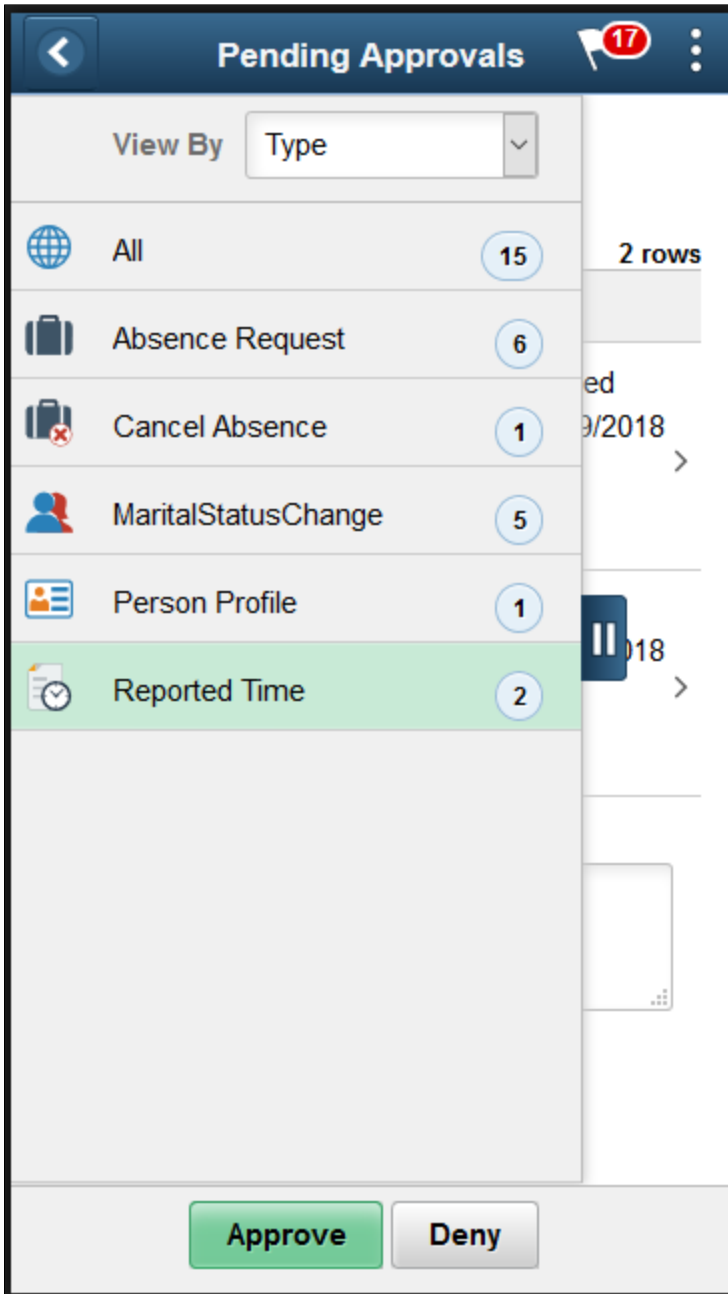 Pending Approvals 17
View By Type
All 15
2 rows
Absence Request 6
ed
Cancel Absence 1
9/2018
MaritalStatusChange 5
Person Profile 1
018
Reported Time 2
Approve Deny